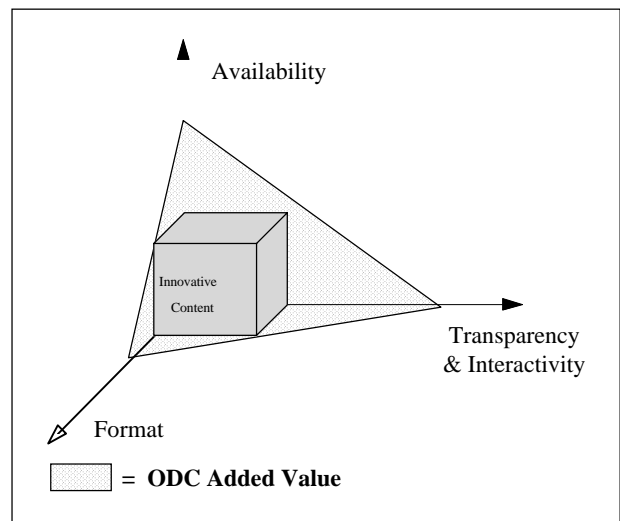 Availability
Innovative
Content
Transparency
& Interactivity
Format
= ODC Added Value